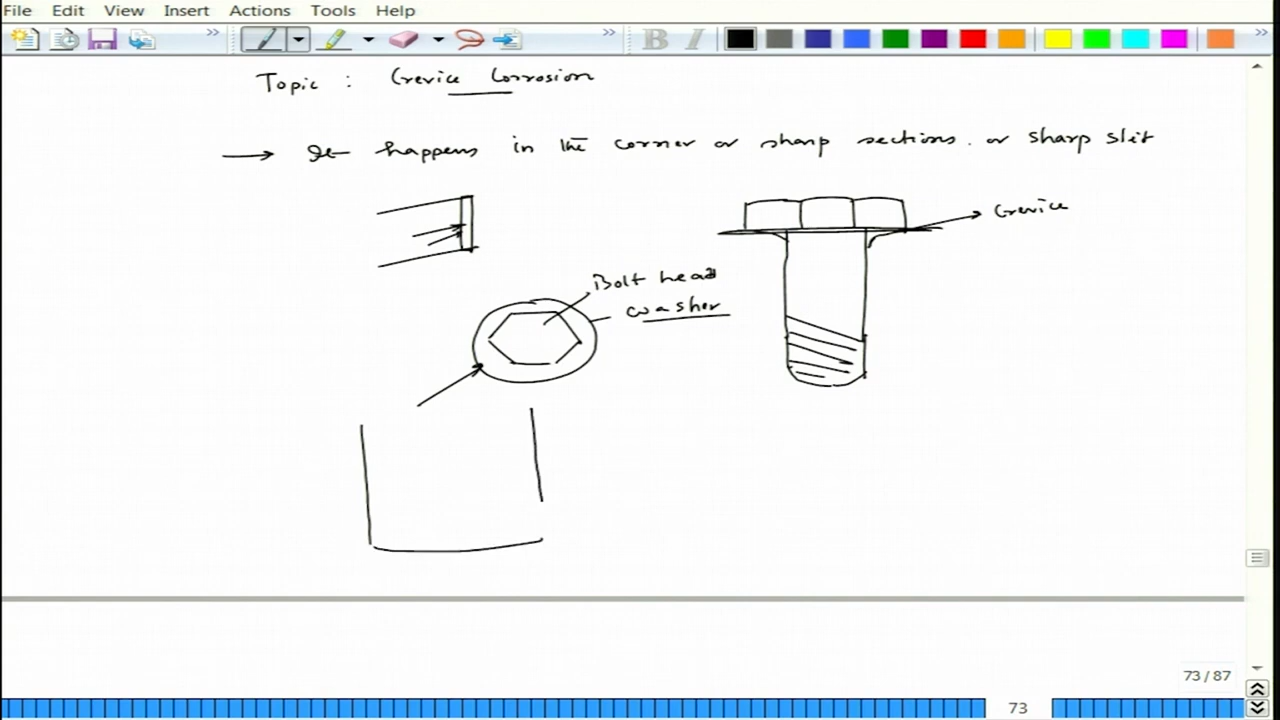 File Edit View Insert Actions Tools Help
B I
Topic : Crevice Corrosion
→ It happens in the corner or sharp sections. or sharp slit
Crevice
Bolt head
washer
73 / 87
73